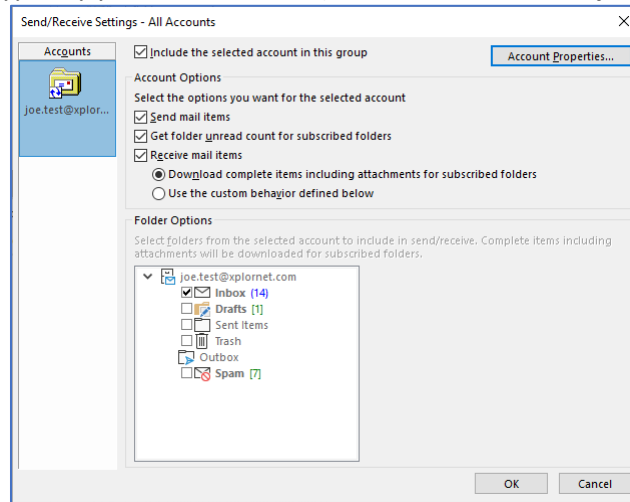 Send/Receive Settings - All Accounts
Accounts
joe.test@xplor...
Include the selected account in this group
Account Properties...
Account Options
Select the options you want for the selected account
Send mail items
Get folder unread count for subscribed folders
Receive mail items
Download complete items including attachments for subscribed folders
Use the custom behavior defined below
Folder Options
Select folders from the selected account to include in send/receive. Complete items including
attachments will be downloaded for subscribed folders.
joe.test@xplornet.com
Inbox (14)
Drafts [1]
Sent Items
Trash
Outbox
Spam [7]
OK
Cancel